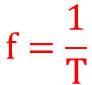 f = 1/T